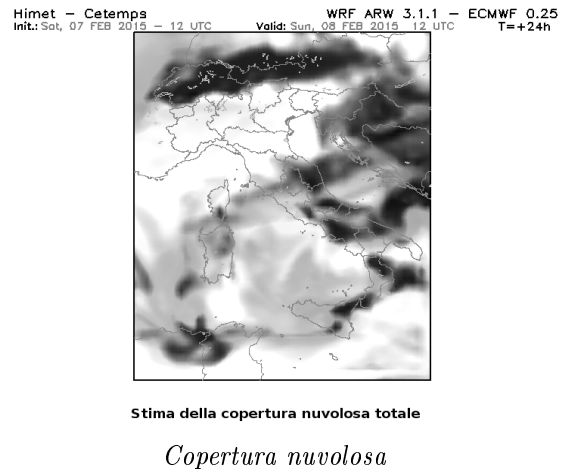 Himet – Cetemps WRF ARW 3.1.1 – ECMWF 0.25
Init.: Sat, 07 FEB 2015 – 12 UTC Valid: Sun, 08 FEB 2015 12 UTC T=+24h
Stima della copertura nuvolosa totale
Copertura nuvolosa